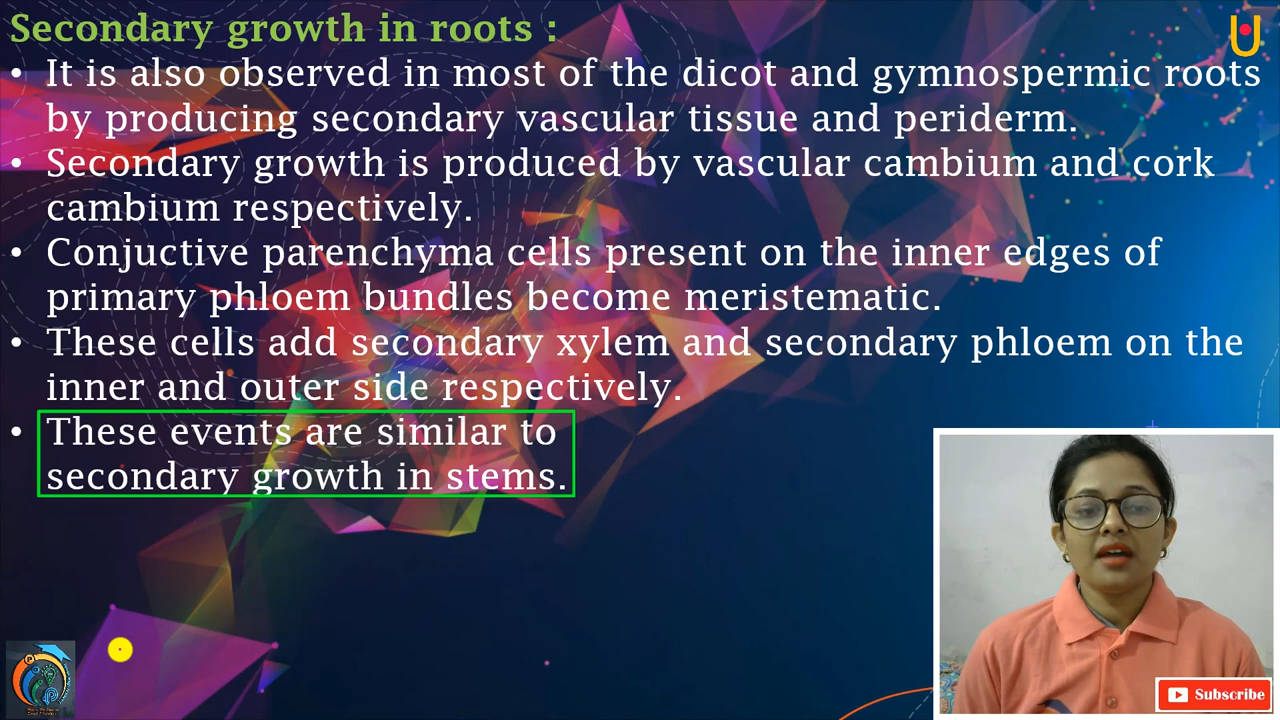 Secondary growth in roots :
• It is also observed in most of the dicot and gymnospermic roots
by producing secondary vascular tissue and periderm.
• Secondary growth is produced by vascular cambium and cork
cambium respectively.
• Conjuctive parenchyma cells present on the inner edges of
primary phloem bundles become meristematic.
• These cells add secondary xylem and secondary phloem on the
inner and outer side respectively.
• These events are similar to
secondary growth in stems.
Subscribe